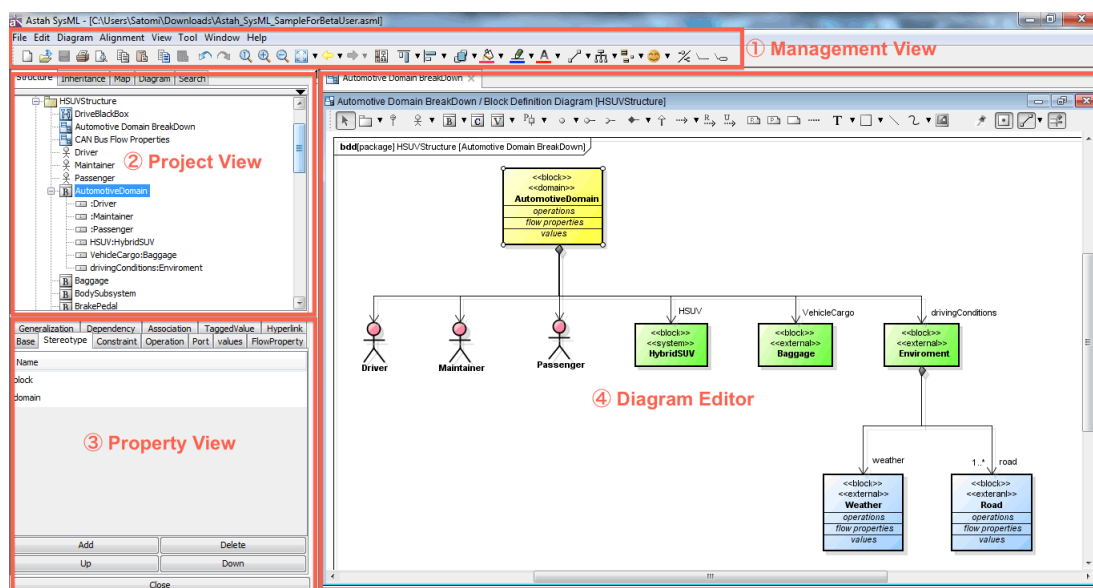 Astah SysML - [C:\Users\Satomi\Downloads\Astah_SysML_SampleForBetaUser.asml]
File Edit Diagram Alignment View Tool Window Help
① Management View
Structure Inheritance Map Diagram Search
HSUVStructure
DriveBlackBox
Automotive Domain BreakDown
CAN Bus Flow Properties
Driver
Maintainer
Passenger
② Project View
AutomotiveDomain
:Driver
:Maintainer
:Passenger
HSUV:HybridSUV
VehicleCargo:Baggage
drivingConditions:Enviroment
Baggage
BodySubsystem
BrakePedal
Generalization Dependency Association TaggedValue Hyperlink
Base Stereotype Constraint Operation Port values FlowProperty
Name
block
domain
③ Property View
Add Delete
Up Down
Close
Automotive Domain BreakDown
Automotive Domain BreakDown / Block Definition Diagram [HSUVStructure]
bdd[package] HSUVStructure [Automotive Domain BreakDown]
<<block>>
<<domain>>
AutomotiveDomain
operations
flow properties
values
HSUV VehicleCargo drivingConditions
Driver
Maintainer
Passenger
<<block>>
<<system>>
HybridSUV
<<block>>
<<external>>
Baggage
<<block>>
<<external>>
Enviroment
④ Diagram Editor
weather 1..* road
<<block>>
<<external>>
Weather
operations
flow properties
values
<<block>>
<<exteranl>>
Road
operations
flow properties
values